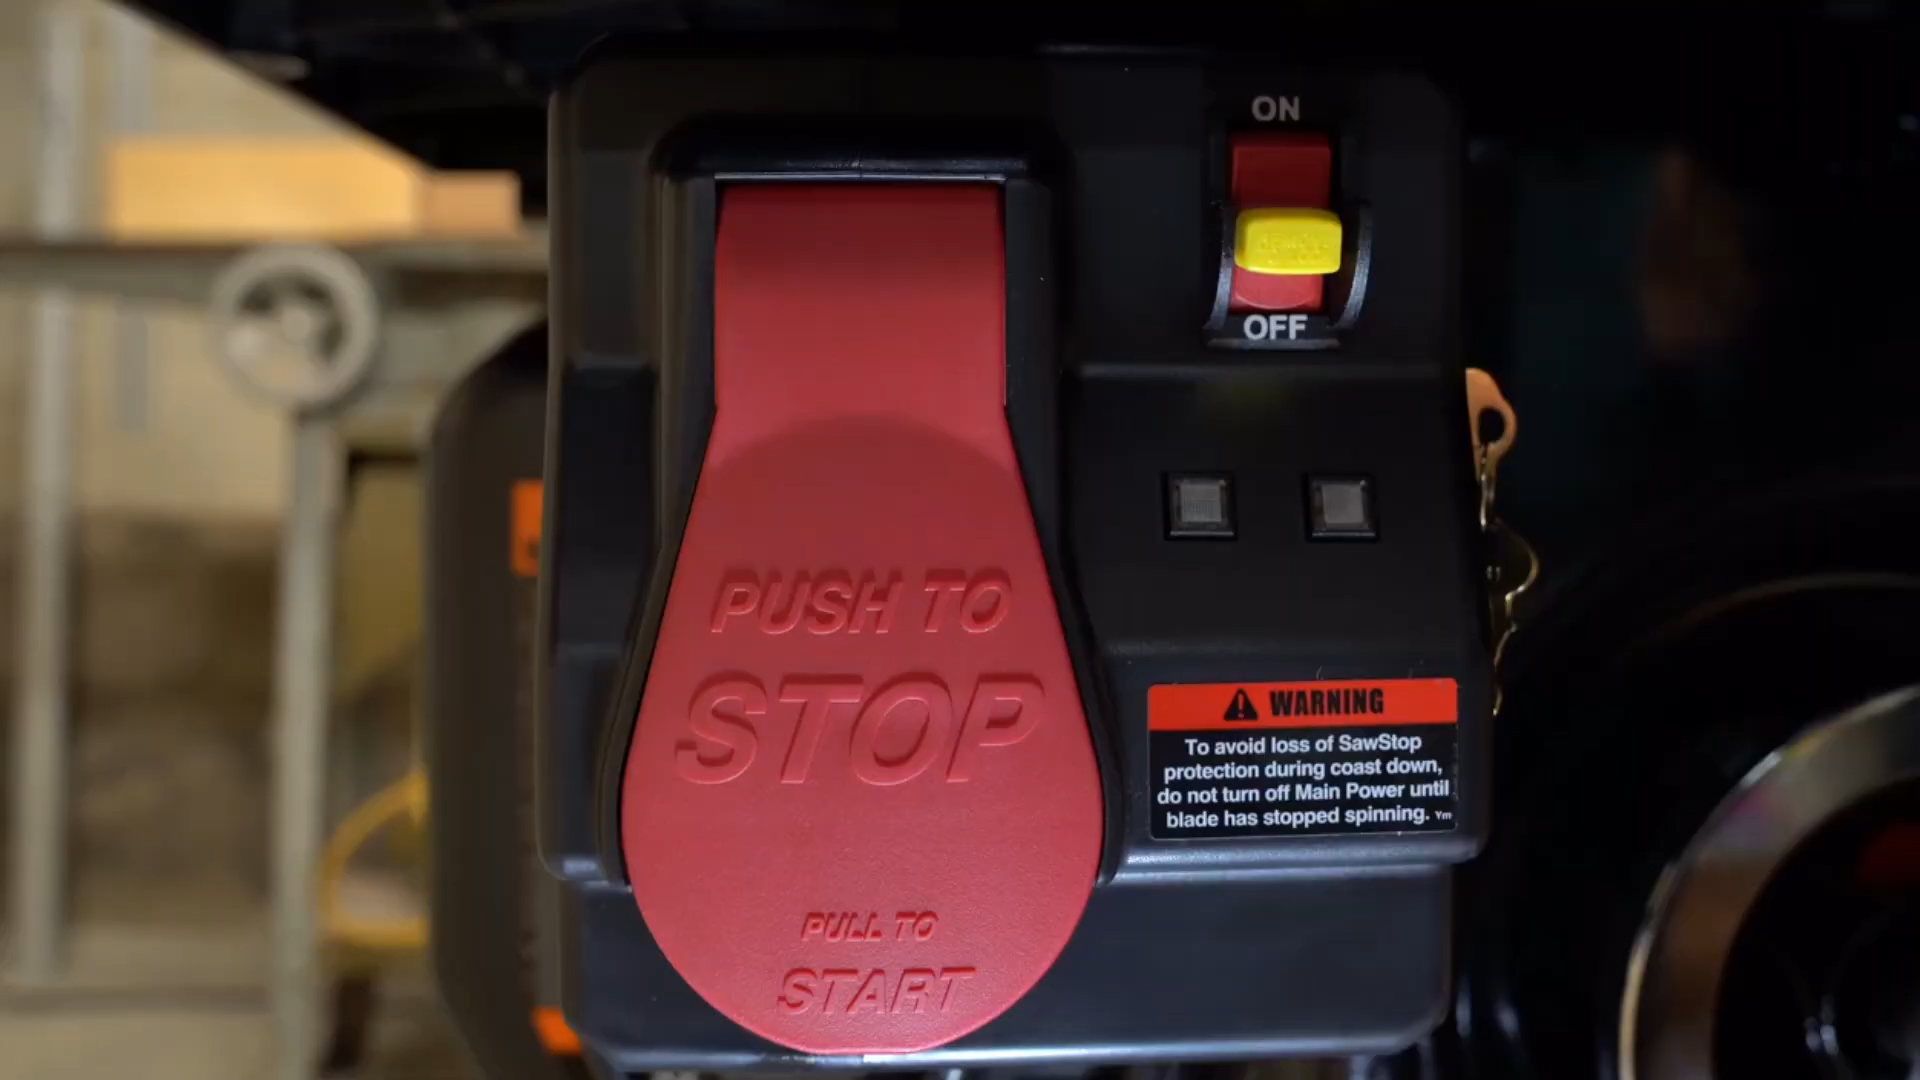 ON
OFF
PUSH TO
STOP
PULL TO
START
WARNING
To avoid loss of SawStop
protection during coast down,
do not turn off Main Power until
blade has stopped spinning.